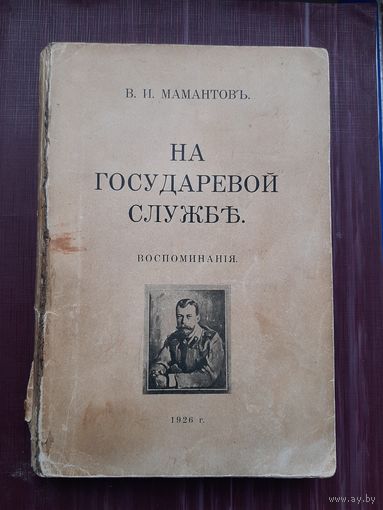 В. И. МАМАНТОВЪ.
НА
ГОСУДАРЕВОЙ
СЛУЖБѢ.
ВОСПОМИНАНІЯ.
1926 г.
www.ay.by